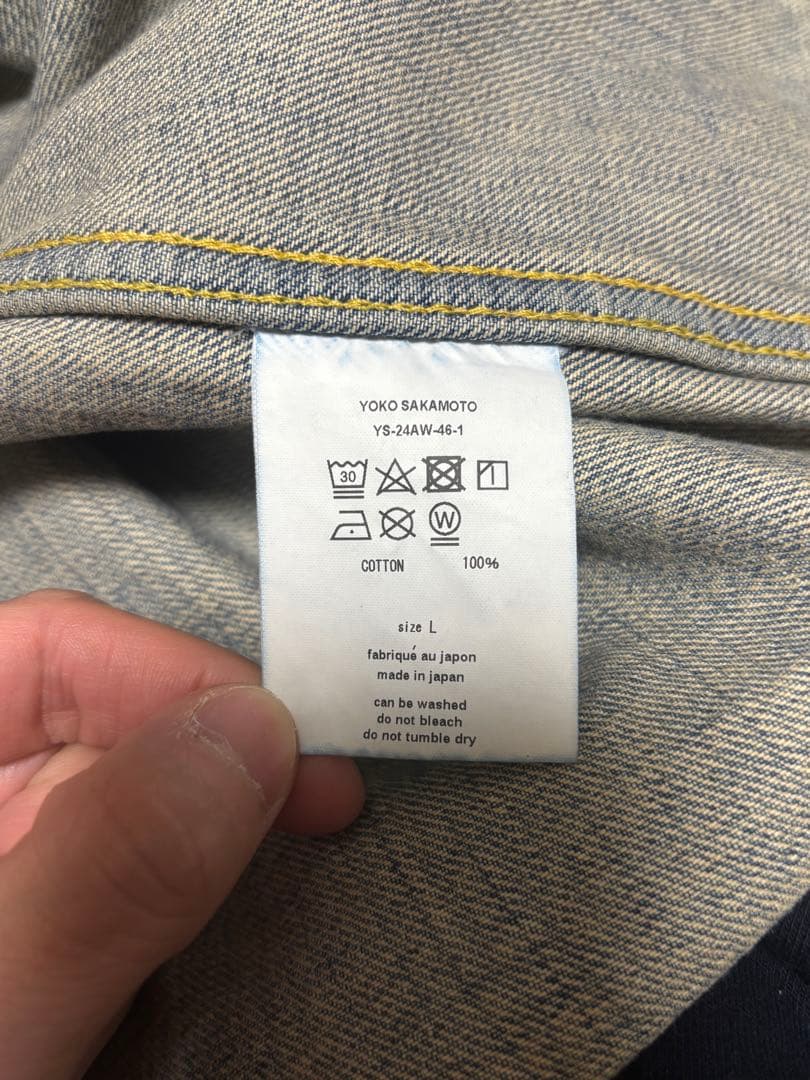 YOKO SAKAMOTO
YS-24AW-46-1
30
W
COTTON 100%
size L
fabriqué au japon
made in japan
can be washed
do not bleach
do not tumble dry